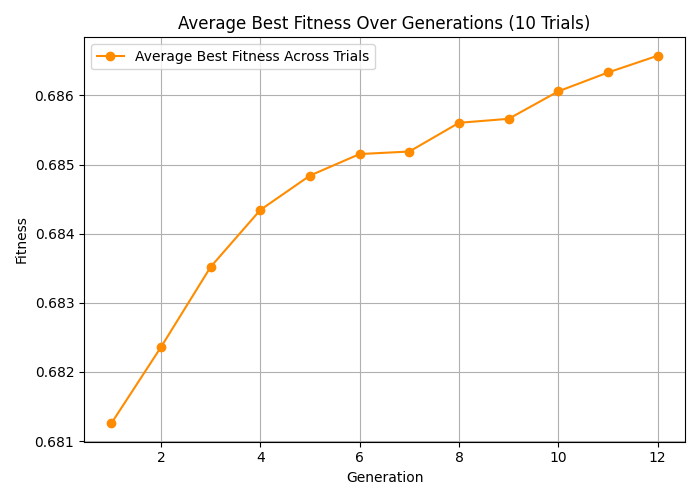 Average Best Fitness Over Generations (10 Trials)
Average Best Fitness Across Trials
0.686
0.685
0.684
0.683
0.682
0.681
Fitness
2 4 6 8 10 12
Generation